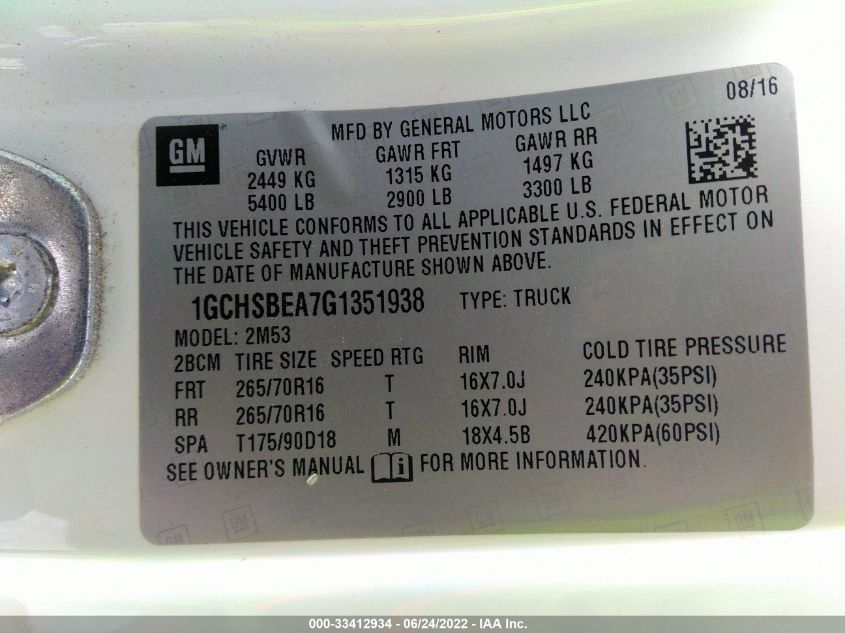 08/16
GM
MFD BY GENERAL MOTORS LLC
GVWR GAWR FRT GAWR RR
2449 KG 1315 KG 1497 KG
5400 LB 2900 LB 3300 LB
THIS VEHICLE CONFORMS TO ALL APPLICABLE U.S. FEDERAL MOTOR
VEHICLE SAFETY AND THEFT PREVENTION STANDARDS IN EFFECT ON
THE DATE OF MANUFACTURE SHOWN ABOVE.
1GCHSBEA7G1351938 TYPE: TRUCK
MODEL: 2M53
2BCM TIRE SIZE SPEED RTG RIM COLD TIRE PRESSURE
FRT 265/70R16 T 16X7.0J 240KPA(35PSI)
RR 265/70R16 T 16X7.0J 240KPA(35PSI)
SPA T175/90D18 M 18X4.5B 420KPA(60PSI)
SEE OWNER'S MANUAL i FOR MORE INFORMATION.
000-33412934 - 06/24/2022 - IAA Inc.